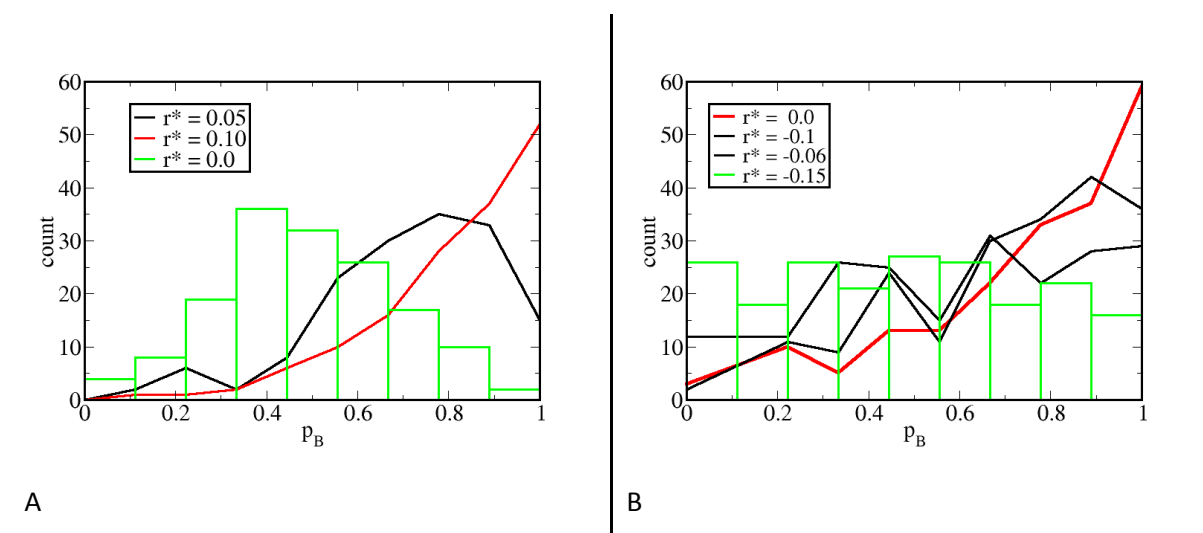 60
50
40
30
20
10
0
count
r* = 0.05
r* = 0.10
r* = 0.0
0 0.2 0.4 0.6 0.8 1
p_B
A
60
50
40
30
20
10
0
count
r* = 0.0
r* = -0.1
r* = -0.06
r* = -0.15
0 0.2 0.4 0.6 0.8 1
p_B
B